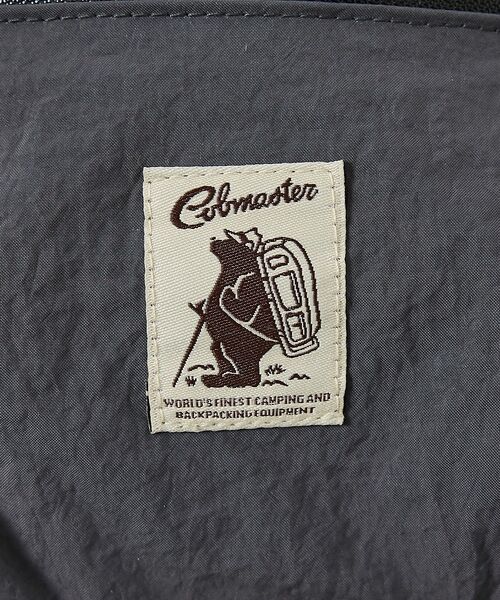 Cobmaster
WORLD'S FINEST CAMPING AND
BACKPACKING EQUIPMENT